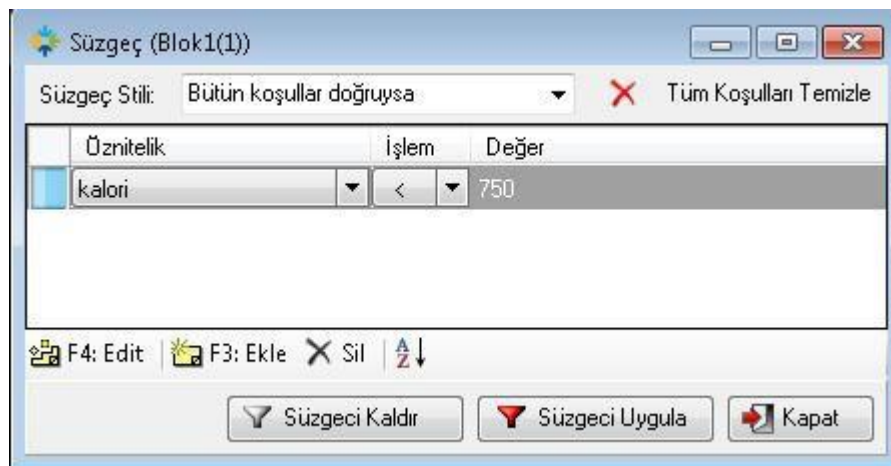 Süzgeç (Blok1(1))
Süzgeç Stili: Bütün koşullar doğruysa Tüm Koşulları Temizle
Öznitelik İşlem Değer
kalori < 750
F4: Edit F3: Ekle Sil
Süzgeci Kaldır Süzgeci Uygula Kapat